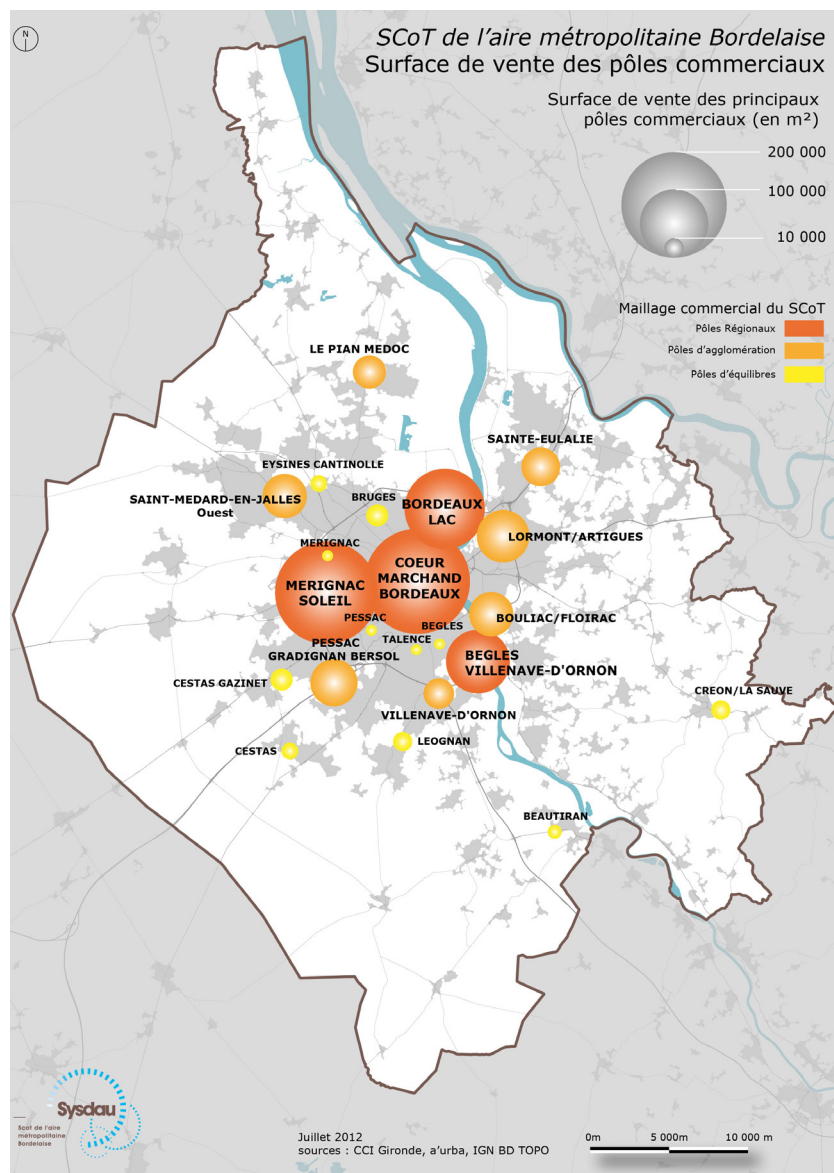 N
SCoT de l'aire métropolitaine Bordelaise
Surface de vente des pôles commerciaux
Surface de vente des principaux
pôles commerciaux (en m²)
200 000
100 000
10 000
Maillage commercial du SCoT
Pôles Régionaux
Pôles d'agglomération
Pôles d'équilibres
LE PIAN MEDOC
SAINTE-EULALIE
EYSINES CANTINOLLE
SAINT-MEDARD-EN-JALLES
Ouest
BRUGES
BORDEAUX
LAC
LORMONT/ARTIGUES
MERIGNAC
COEUR
MARCHAND
BORDEAUX
MERIGNAC
SOLEIL
PESSAC
BEGLES
TALENCE
BOULIAC/FLOIRAC
PESSAC
GRADIGNAN BERSOL
BEGLES
VILLENAVE-D'ORNON
CESTAS GAZINET
CREON/LA SAUVE
VILLENAVE-D'ORNON
LEOGNAN
CESTAS
BEAUTIRAN
Sysdau
Scot de l'aire
métropolitaine
Bordelaise
Juillet 2012
sources : CCI Gironde, a'urba, IGN BD TOPO
0m
5 000m
10 000 m